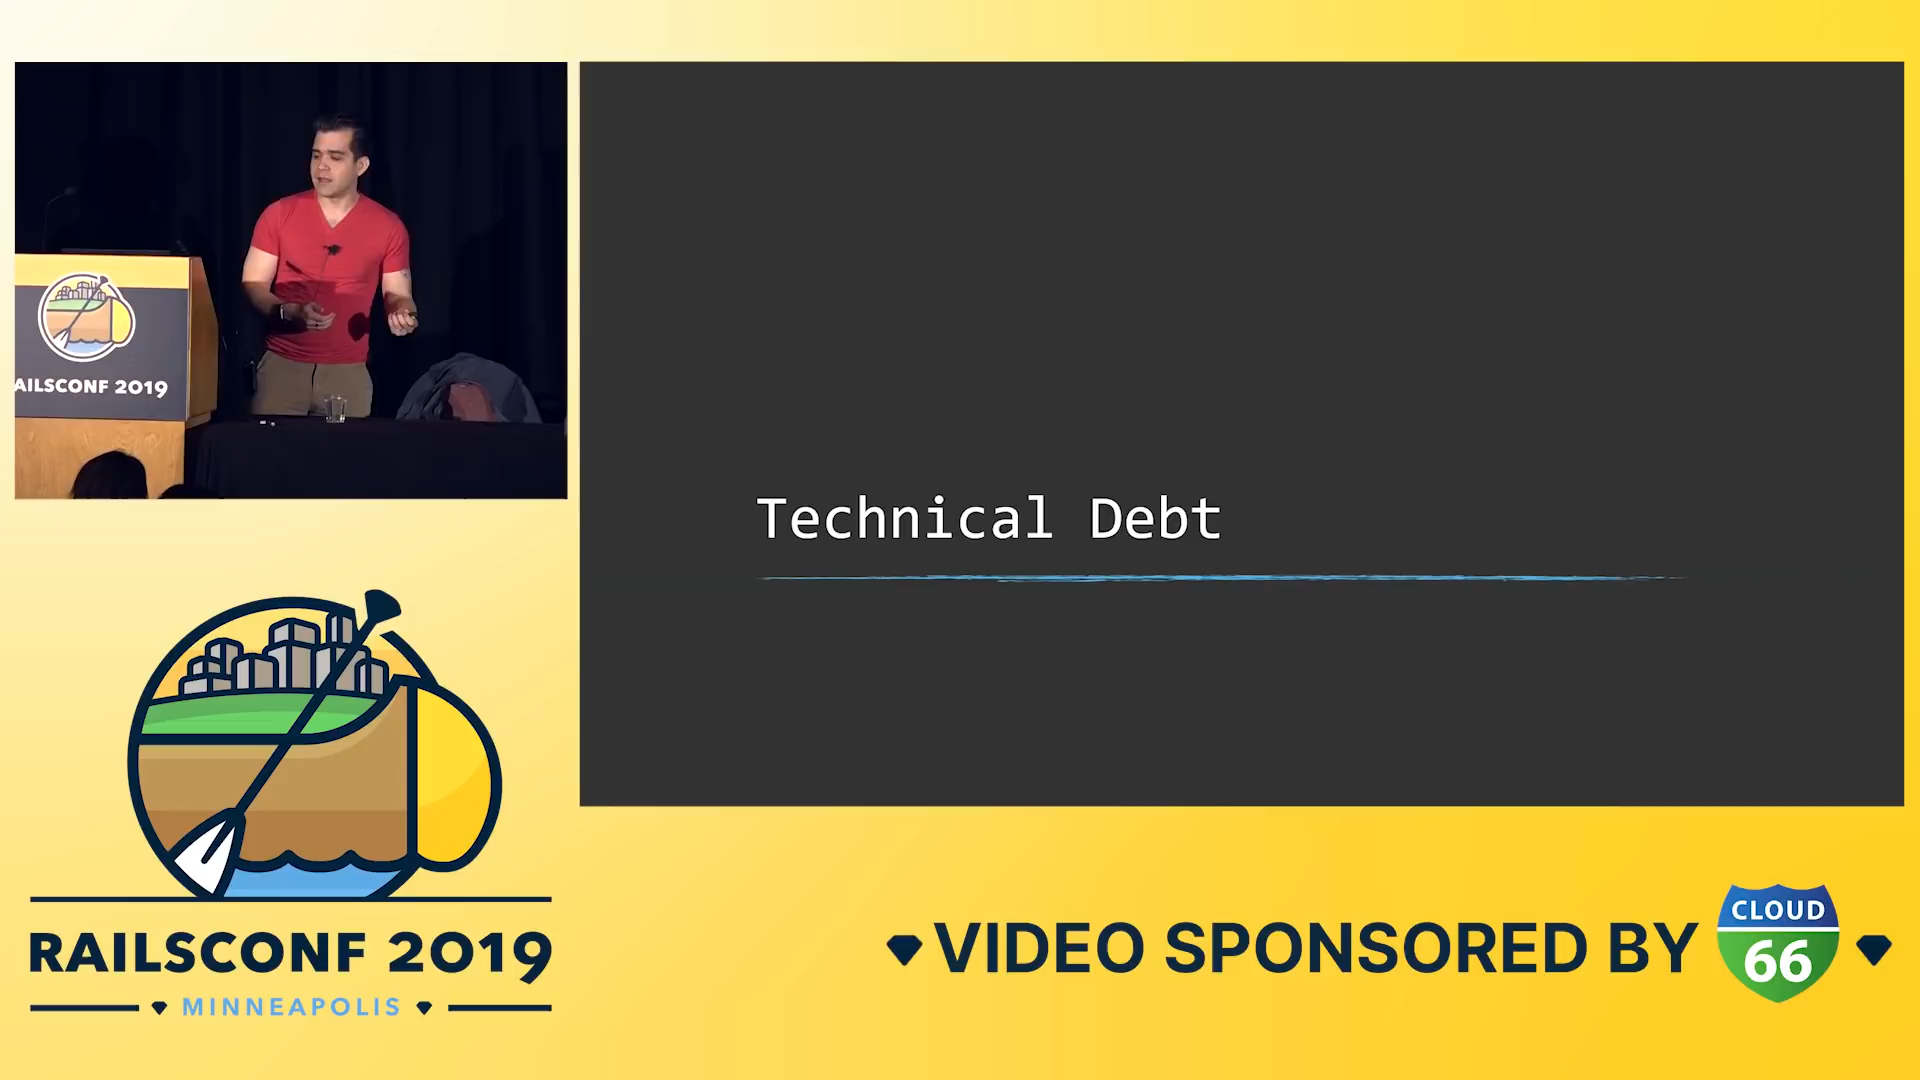 AILSCONF 2019
Technical Debt
RAILSCONF 2019
MINNEAPOLIS
VIDEO SPONSORED BY
CLOUD
66